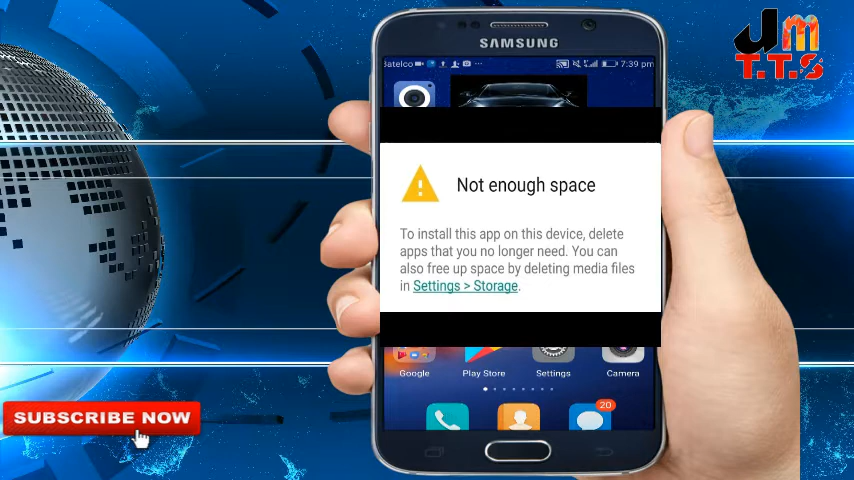 JM
T.T.S
SAMSUNG
Batelco
7:39 pm
Not enough space
To install this app on this device, delete
apps that you no longer need. You can
also free up space by deleting media files
in Settings > Storage.
Google
Play Store
Settings
Camera
20
SUBSCRIBE NOW